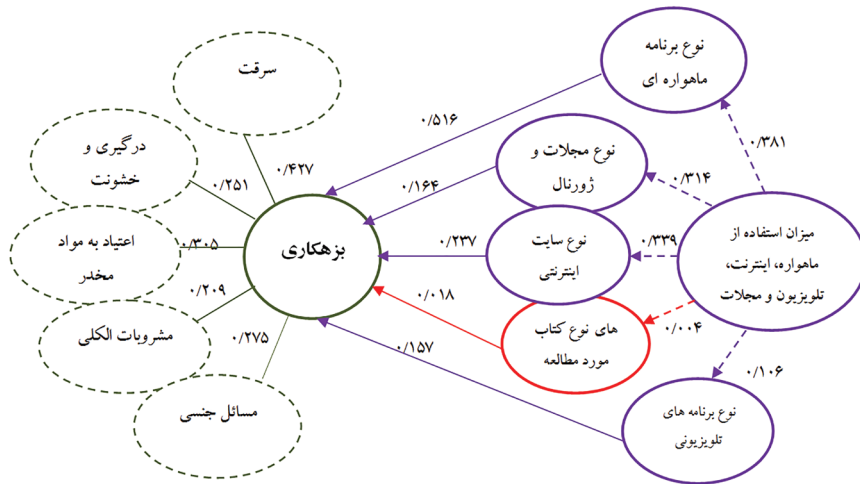 نوع برنامه
ماهواره ای
۰/۳۸۱
۰/۵۱۶
سرقت
۰/۴۲۷
درگیری و
خشونت
۰/۲۵۱
نوع مجلات و
ژورنال
۰/۳۱۴
۰/۱۶۴
میزان استفاده از
ماهواره، اینترنت،
تلویزیون و مجلات
۰/۳۳۹
نوع سایت
اینترنتی
۰/۲۳۷
بزهکاری
۰/۳۰۵
اعتیاد به مواد
مخدر
۰/۲۰۹
مشروبات الکلی
۰/۰۰۴
های نوع کتاب
مورد مطالعه
۰/۰۱۸
۰/۲۷۵
مسائل جنسی
۰/۱۰۶
۰/۱۵۷
نوع برنامه های
تلویزیونی